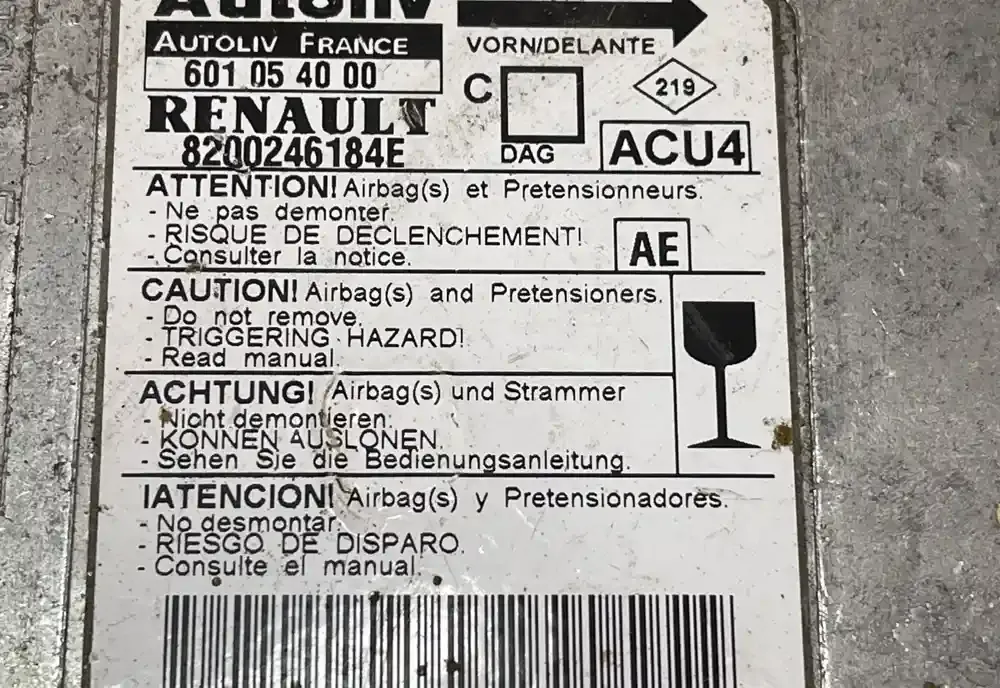 Autoliv
AUTOLIV FRANCE
601 05 40 00
RENAULT
8200246184E
VORN/DELANTE
C
DAG
219
ACU4
ATTENTION! Airbag(s) et Pretensionneurs.
- Ne pas demonter.
- RISQUE DE DECLENCHEMENT!
- Consulter la notice.
AE
CAUTION! Airbag(s) and Pretensioners.
- Do not remove.
- TRIGGERING HAZARD!
- Read manual.
ACHTUNG! Airbag(s) und Strammer
- Nicht demontieren.
- KONNEN AUSLONEN.
- Sehen Sie die Bedienungsanleitung.
IATENCION! Airbag(s) y Pretensionadores.
- No desmontar.
- RIESGO DE DISPARO.
- Consulte el manual.